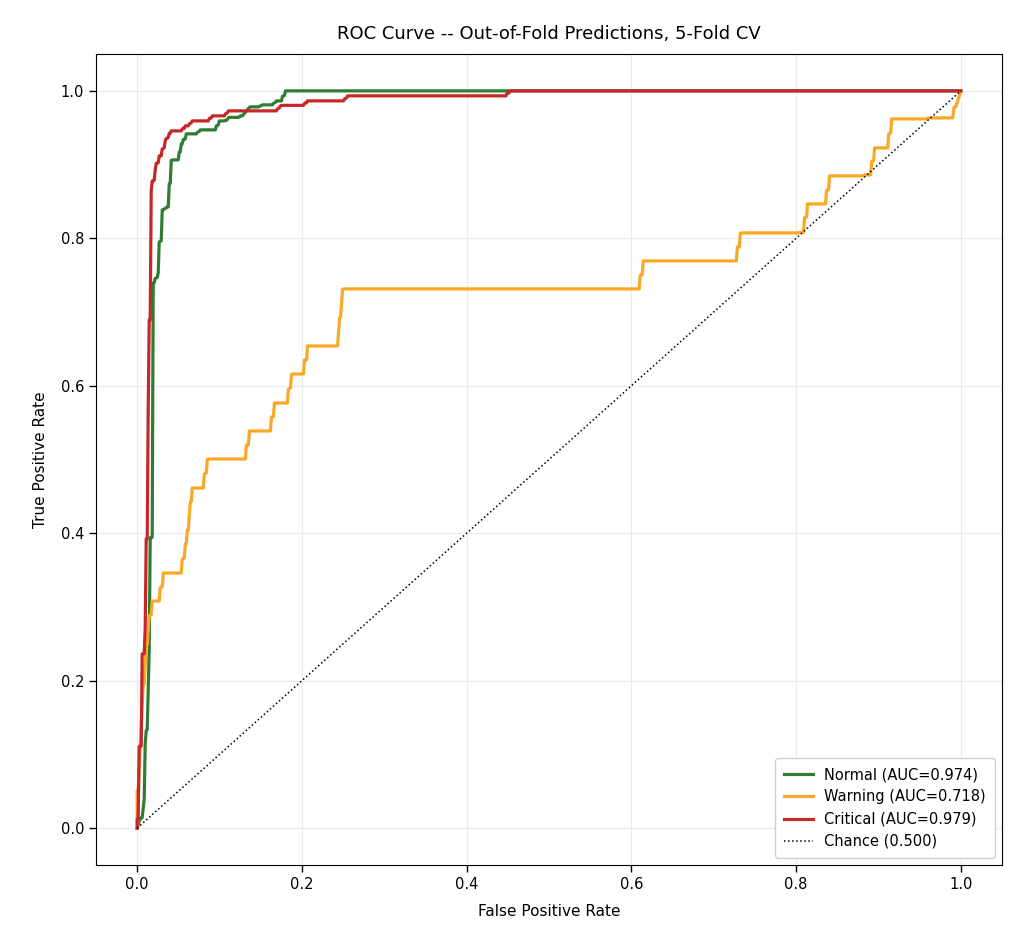 ROC Curve -- Out-of-Fold Predictions, 5-Fold CV
True Positive Rate
1.0
0.8
0.6
0.4
0.2
0.0
0.0 0.2 0.4 0.6 0.8 1.0
False Positive Rate
Normal (AUC=0.974)
Warning (AUC=0.718)
Critical (AUC=0.979)
Chance (0.500)